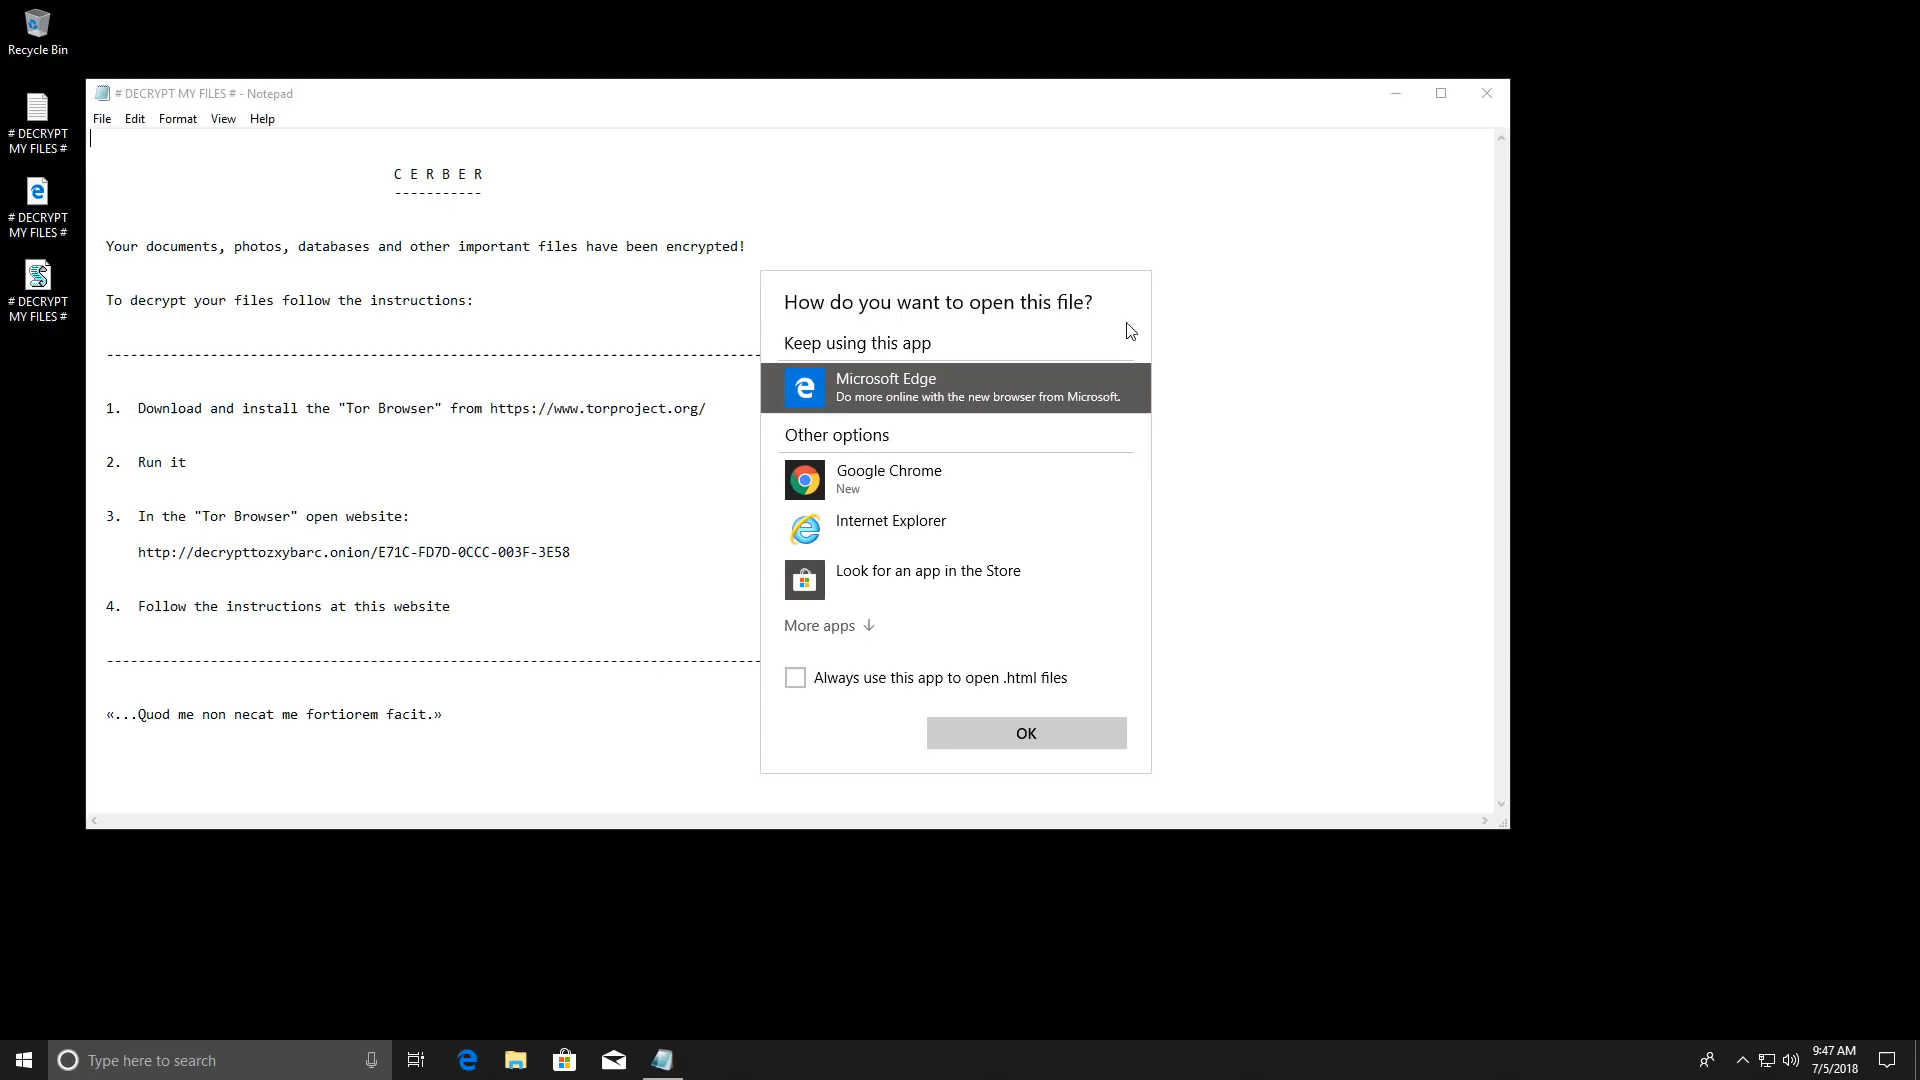 Recycle Bin
# DECRYPT
MY FILES #
# DECRYPT
MY FILES #
# DECRYPT
MY FILES #
# DECRYPT MY FILES # - Notepad
File Edit Format View Help
C E R B E R
-----------
Your documents, photos, databases and other important files have been encrypted!
To decrypt your files follow the instructions:
----------------------------------------------------------------------------------
1. Download and install the "Tor Browser" from https://www.torproject.org/
2. Run it
3. In the "Tor Browser" open website:
http://decrypttozxybarc.onion/E71C-FD7D-0CCC-003F-3E58
4. Follow the instructions at this website
----------------------------------------------------------------------------------
«...Quod me non necat me fortiorem facit.»
How do you want to open this file?
Keep using this app
Microsoft Edge
Do more online with the new browser from Microsoft.
Other options
Google Chrome
New
Internet Explorer
Look for an app in the Store
More apps ↓
Always use this app to open .html files
OK
Type here to search
9:47 AM
7/5/2018